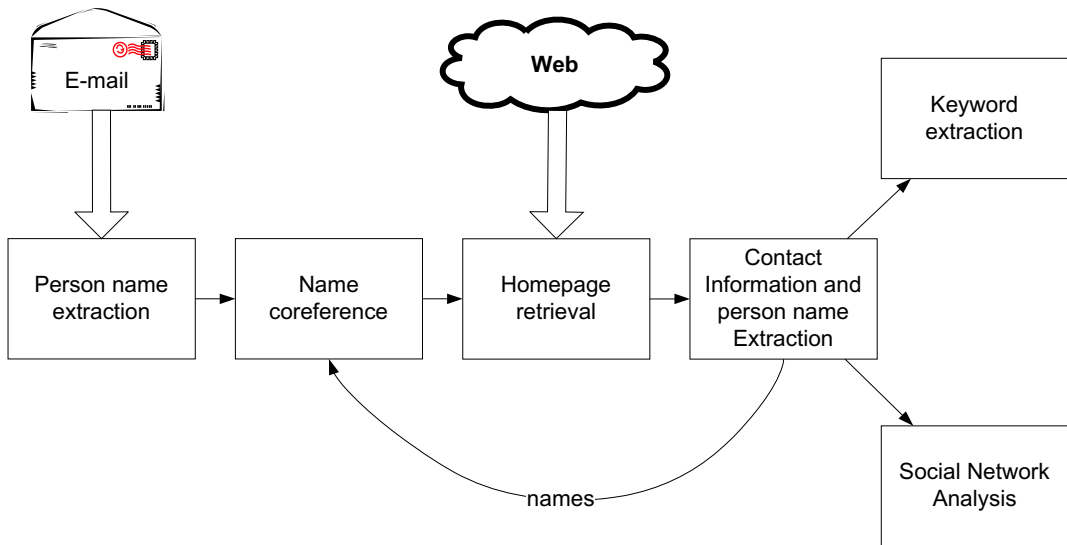 E-mail
Web
Keyword
extraction
Person name
extraction
Name
coreference
Homepage
retrieval
Contact
Information and
person name
Extraction
names
Social Network
Analysis